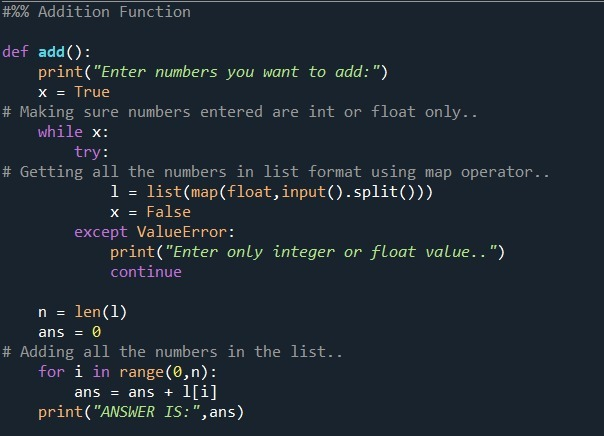 #%% Addition Function

def add():
    print("Enter numbers you want to add:")
    x = True
# Making sure numbers entered are int or float only..
    while x:
        try:
# Getting all the numbers in list format using map operator..
            l = list(map(float,input().split()))
            x = False
        except ValueError:
            print("Enter only integer or float value..")
            continue

    n = len(l)
    ans = 0
# Adding all the numbers in the list..
    for i in range(0,n):
        ans = ans + l[i]
    print("ANSWER IS:",ans)